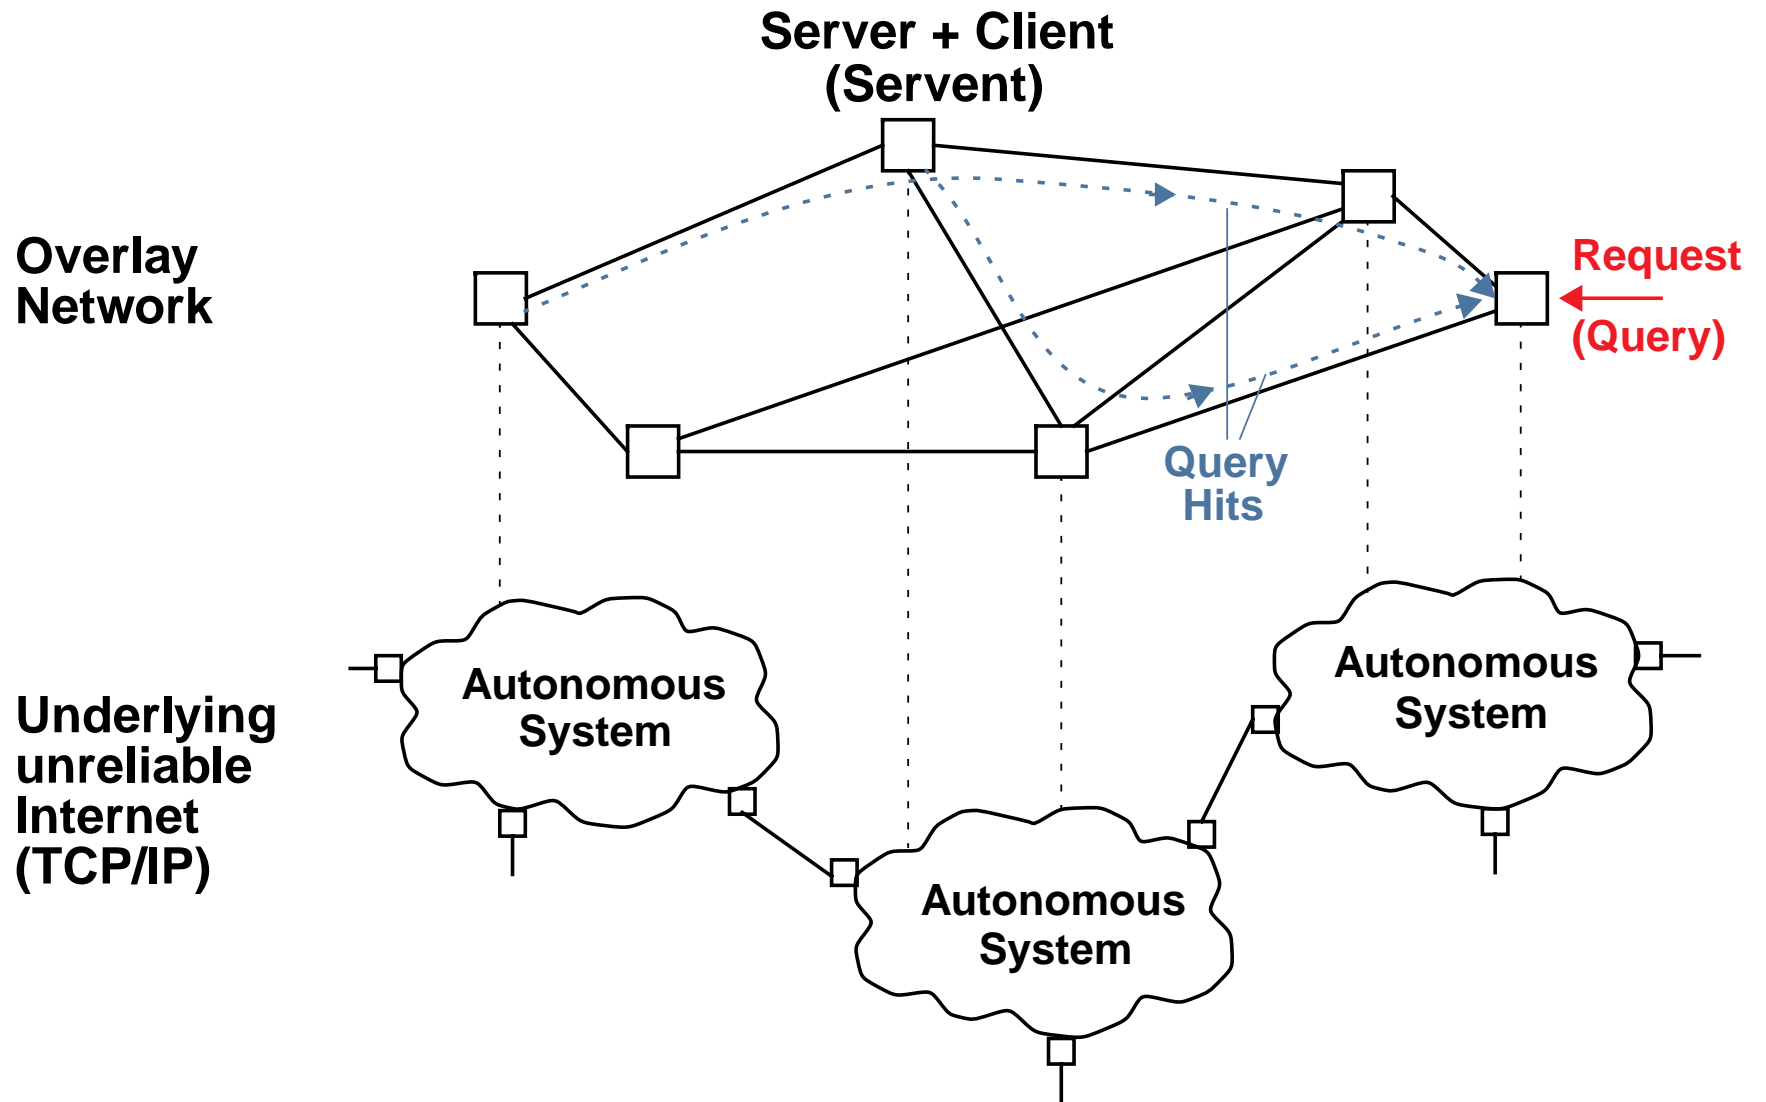 Server + Client
(Servent)
Overlay
Network
Request
(Query)
Query
Hits
Underlying
unreliable
Internet
(TCP/IP)
Autonomous
System
Autonomous
System
Autonomous
System